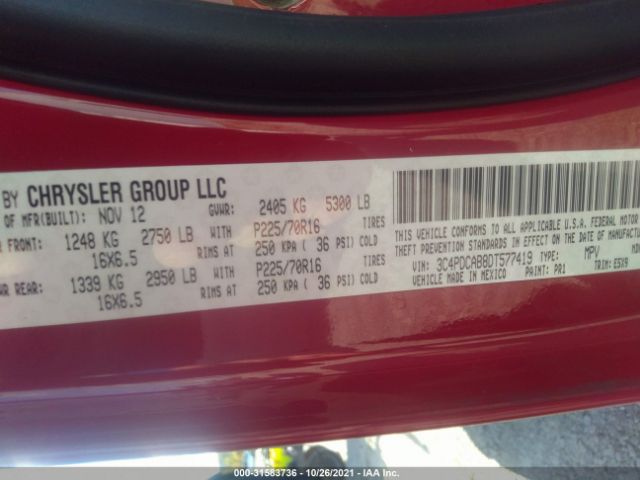 BY CHRYSLER GROUP LLC
OF MFR(BUILT): NOV 12 GVWR: 2405 KG 5300 LB
FRONT: 1248 KG 2750 LB WITH P225/70R16 TIRES
16X6.5 RIMS AT 250 KPA ( 36 PSI) COLD
REAR: 1339 KG 2950 LB WITH P225/70R16 TIRES
16X6.5 RIMS AT 250 KPA ( 36 PSI) COLD
THIS VEHICLE CONFORMS TO ALL APPLICABLE U.S.A. FEDERAL MOTOR
STANDARDS IN EFFECT ON THE DATE OF
VIN: 3C4PDCAB8DT577419 TYPE: MPV
VEHICLE MADE IN MEXICO PAINT: PR1 TRIM: E5X9
000-31583736 - 10/26/2021 - IAA Inc.